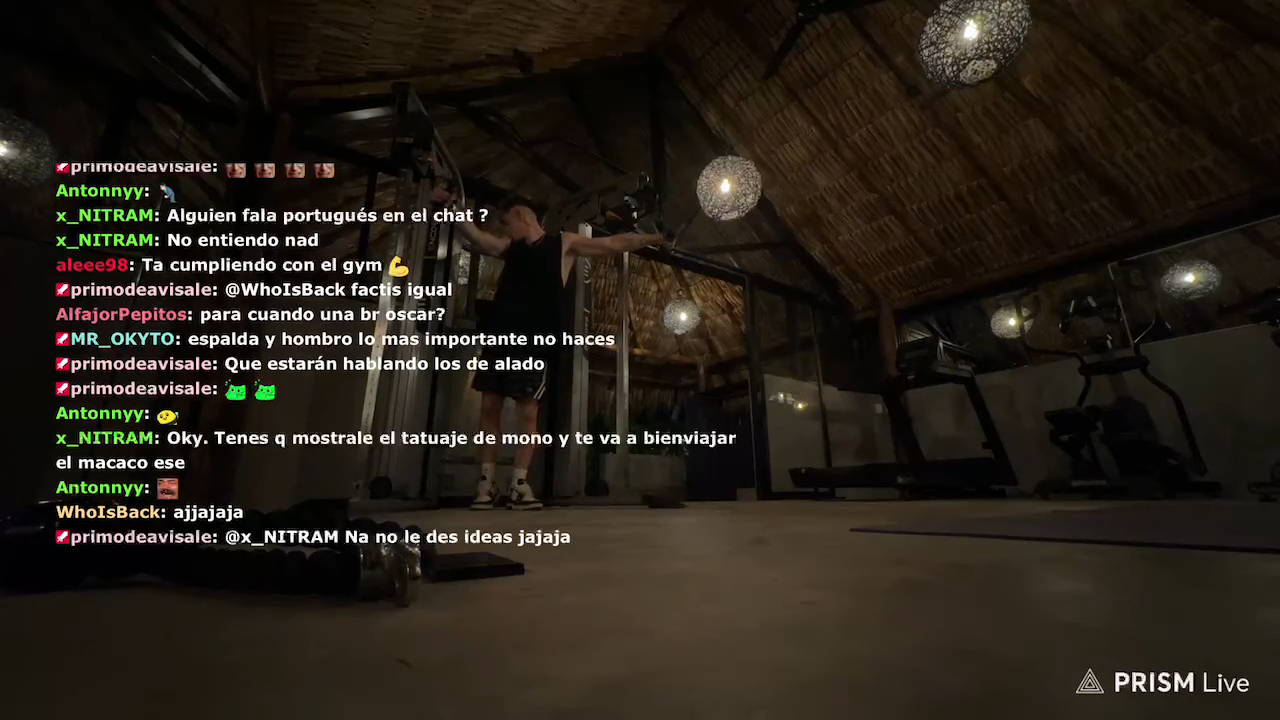 primodeavisale:
Antonnyy:
x_NITRAM: Alguien fala portugués en el chat ?
x_NITRAM: No entiendo nad
aleee98: Ta cumpliendo con el gym
primodeavisale: @WhoIsBack factis igual
AlfajorPepitos: para cuando una br oscar?
MR_OKYTO: espalda y hombro lo mas importante no haces
primodeavisale: Que estarán hablando los de alado
primodeavisale:
Antonnyy:
x_NITRAM: Oky. Tenes q mostrale el tatuaje de mono y te va a bienviajar
el macaco ese
Antonnyy:
WhoIsBack: ajjajaja
primodeavisale: @x_NITRAM Na no le des ideas jajaja
PRISM Live